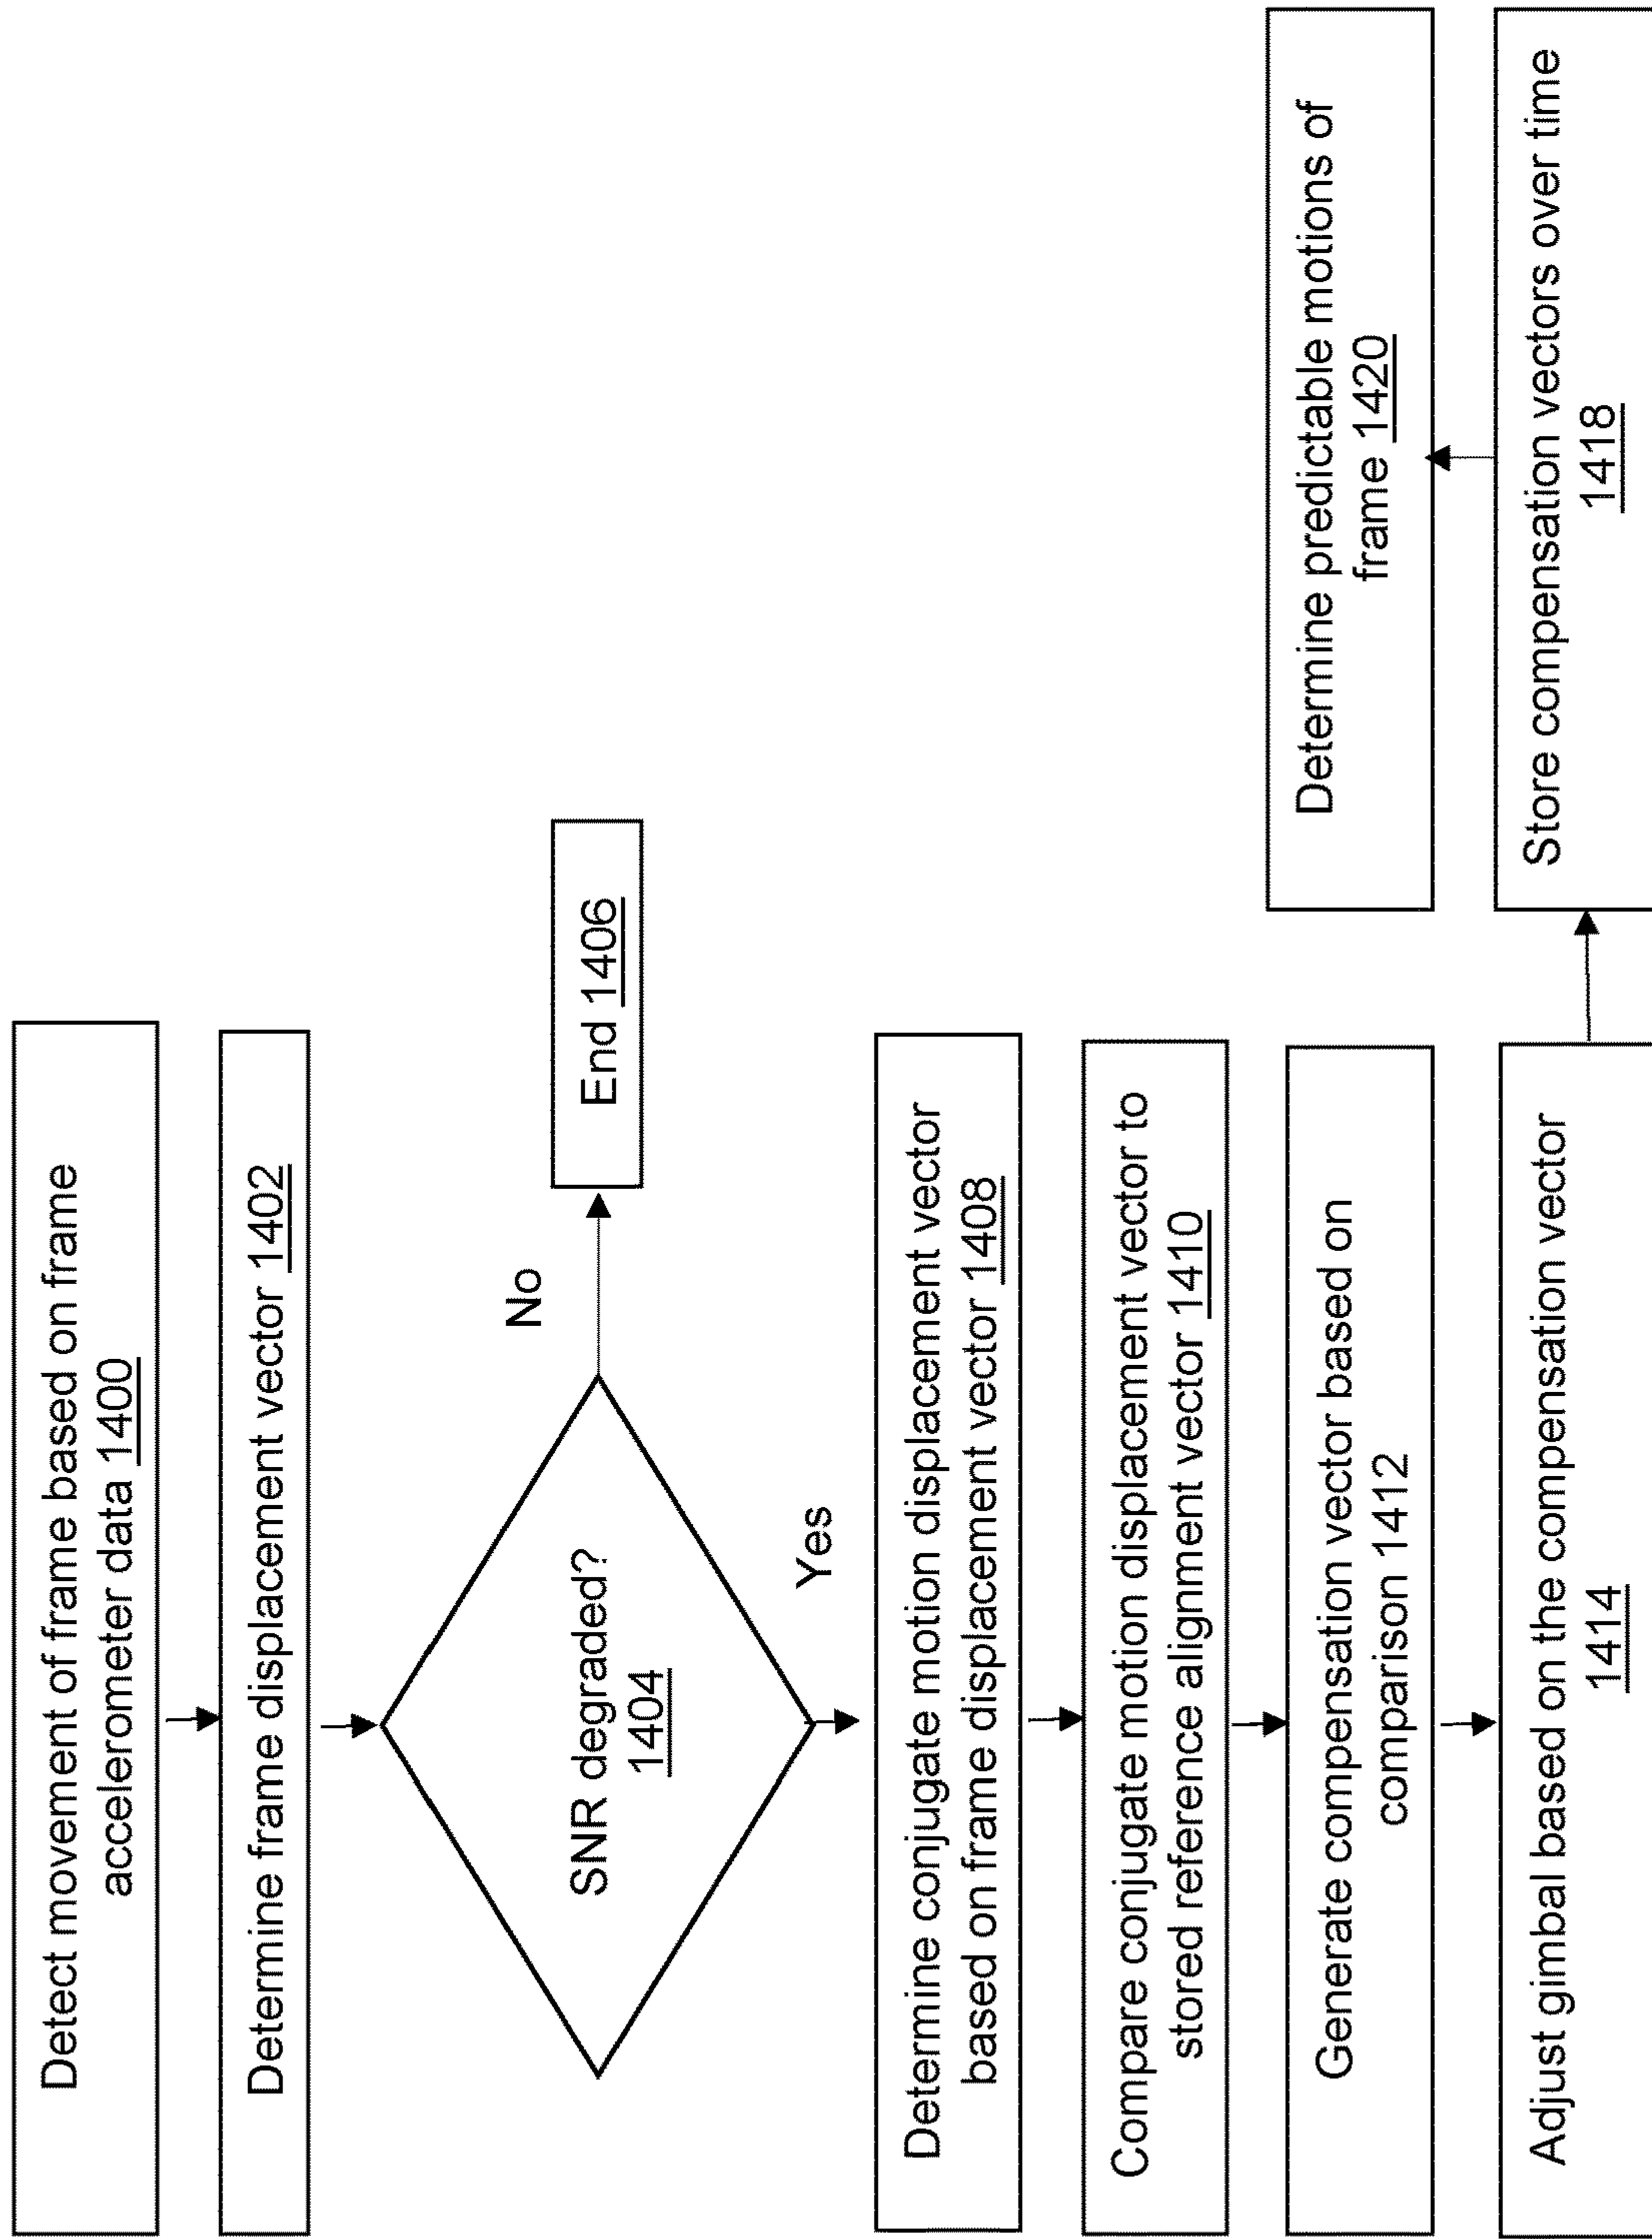 Detect movement of frame based on frame
accelerometer data 1400
Determine frame displacement vector 1402
SNR degraded?
1404
No
End 1406
Yes
Determine conjugate motion displacement vector
based on frame displacement vector 1408
Compare conjugate motion displacement vector to
stored reference alignment vector 1410
Generate compensation vector based on
comparison 1412
Adjust gimbal based on the compensation vector
1414
Store compensation vectors over time
1418
Determine predictable motions of
frame 1420